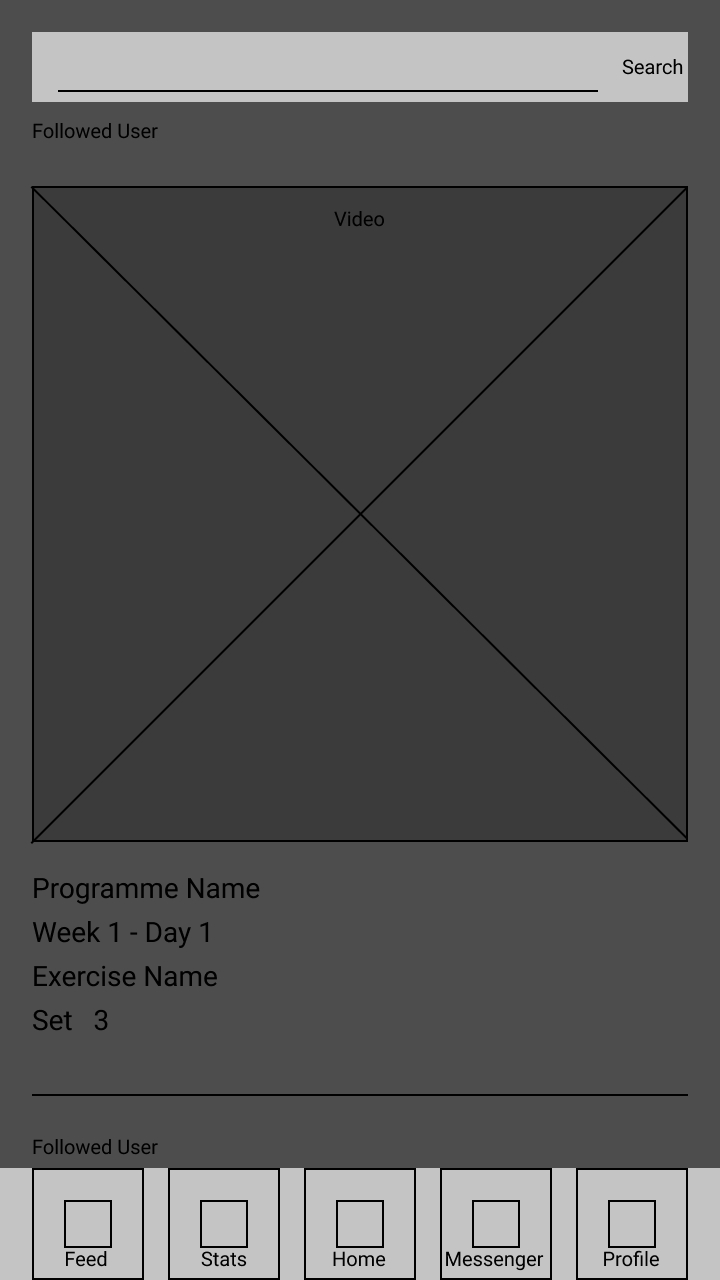 Search
Followed User
Video
Programme Name
Week 1 - Day 1
Exercise Name
Set 3
Followed User
Feed Stats Home Messenger Profile